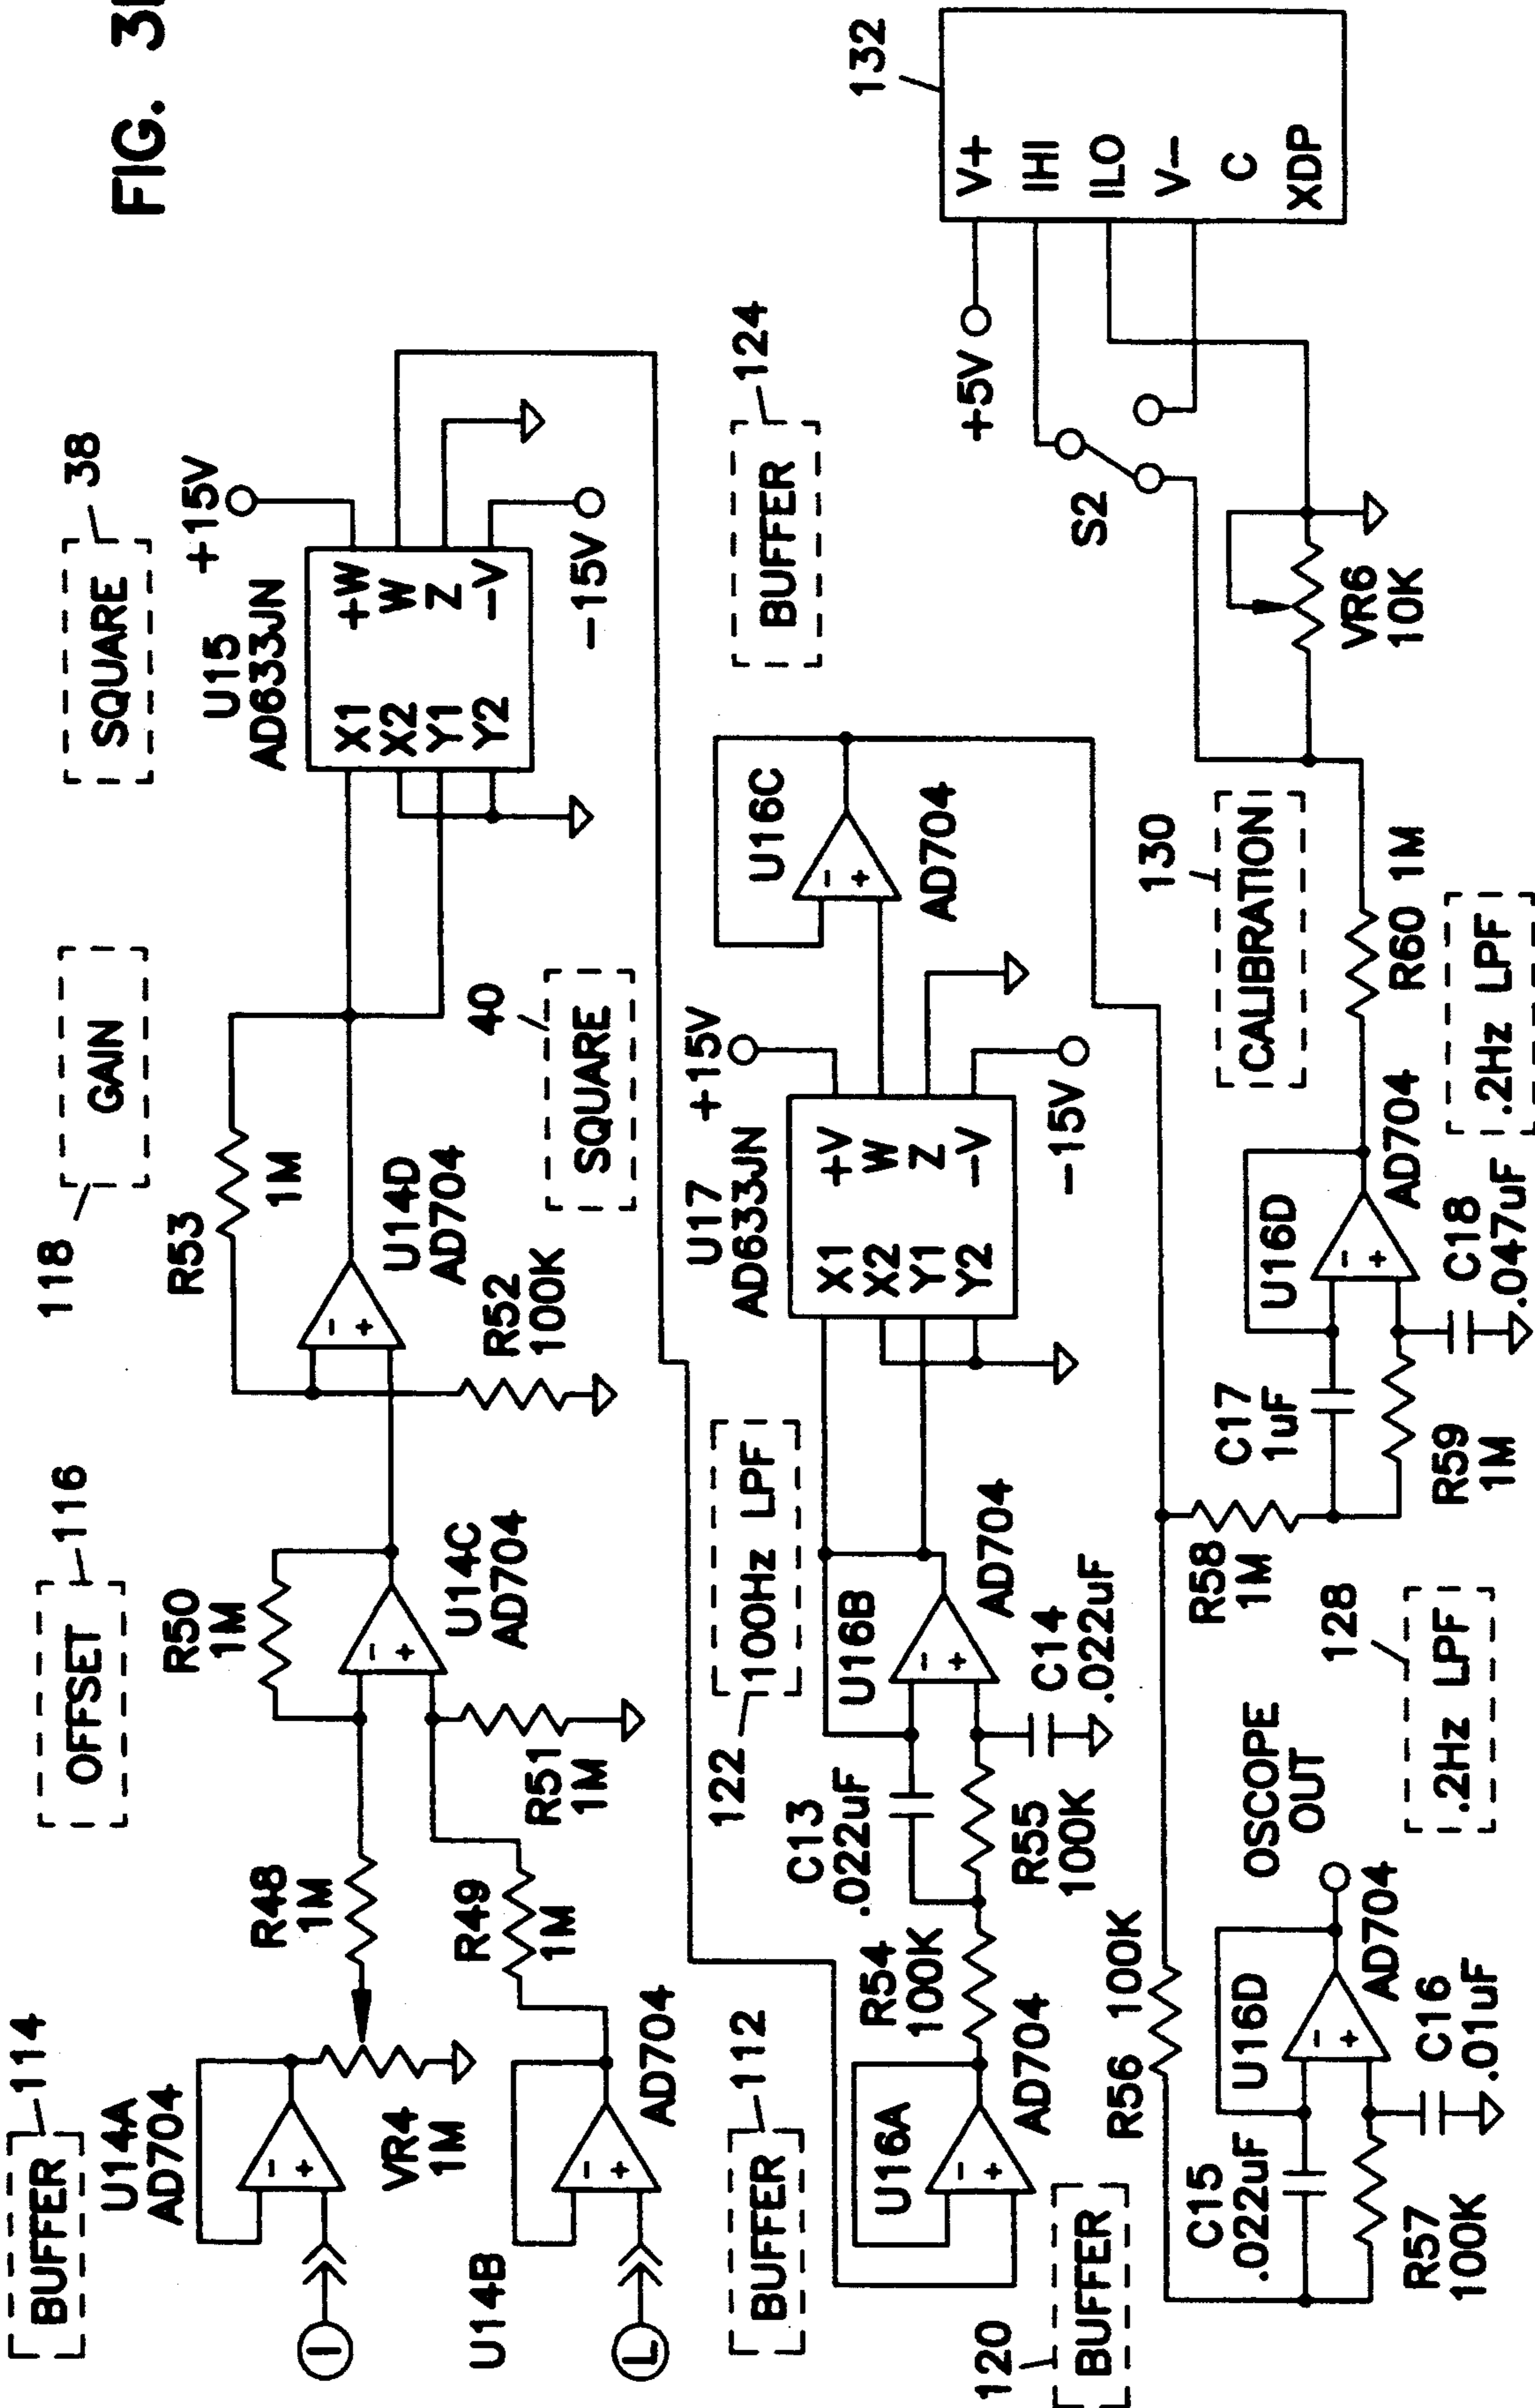 FIG. 3
BUFFER
114
U14A
AD704
VR4
1M
I
U14B
AD704
L
BUFFER
112
OFFSET
116
R48
1M
R49
1M
R50
1M
R51
1M
U14C
AD704
GAIN
118
R53
1M
U14D
AD704
R52
100K
SQUARE
38
U15
AD633JN
X1
X2
Y1
Y2
+W
W
Z
-V
+15V
-15V
120
BUFFER
U16A
AD704
R54
100K
100Hz LPF
122
C13
.022uF
R55
100K
U16B
AD704
C14
.022uF
40
SQUARE
U17
AD633JN
X1
X2
Y1
Y2
+V
W
Z
-V
+15V
-15V
BUFFER
124
U16C
AD704
R56
100K
C15
.022uF
R57
100K
U16D
AD704
C16
.01uF
OSCOPE
OUT
.2Hz LPF
128
R58
1M
C17
1uF
R59
1M
U16D
AD704
C18
.047uF
.2Hz LPF
R60 1M
CALIBRATION
130
VR6
10K
S2
+5V
132
V+
IHI
ILO
V-
C
XDP
-
+
-
+
-
+
-
+
-
+
-
+
-
+
-
+
-
+